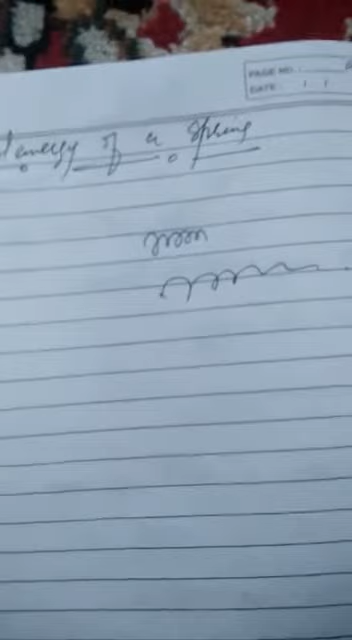 PAGE NO.
DATE: / /
energy of a spring